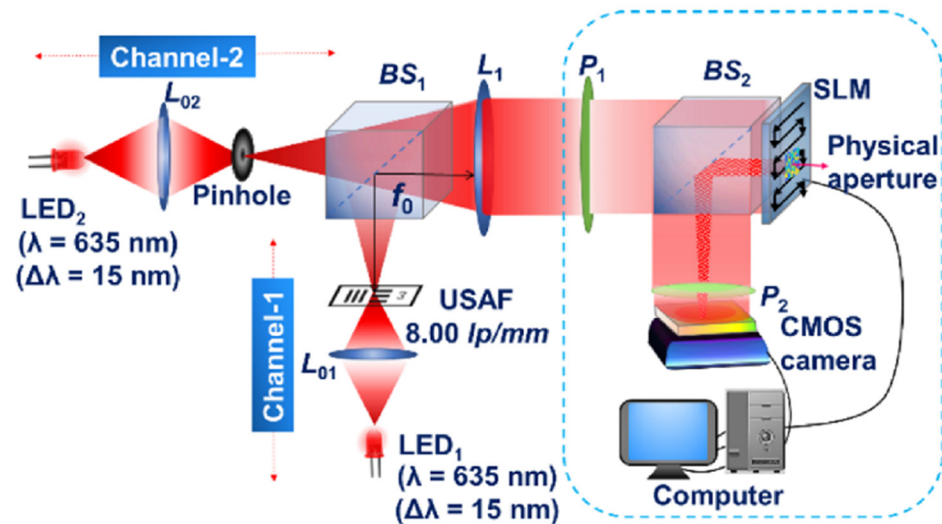 Channel-2
L02
BS1
L1
P1
BS2
SLM
Physical
aperture
Pinhole
f0
LED2
(λ = 635 nm)
(Δλ = 15 nm)
Channel-1
3
USAF
8.00 lp/mm
L01
P2
CMOS
camera
LED1
(λ = 635 nm)
(Δλ = 15 nm)
Computer